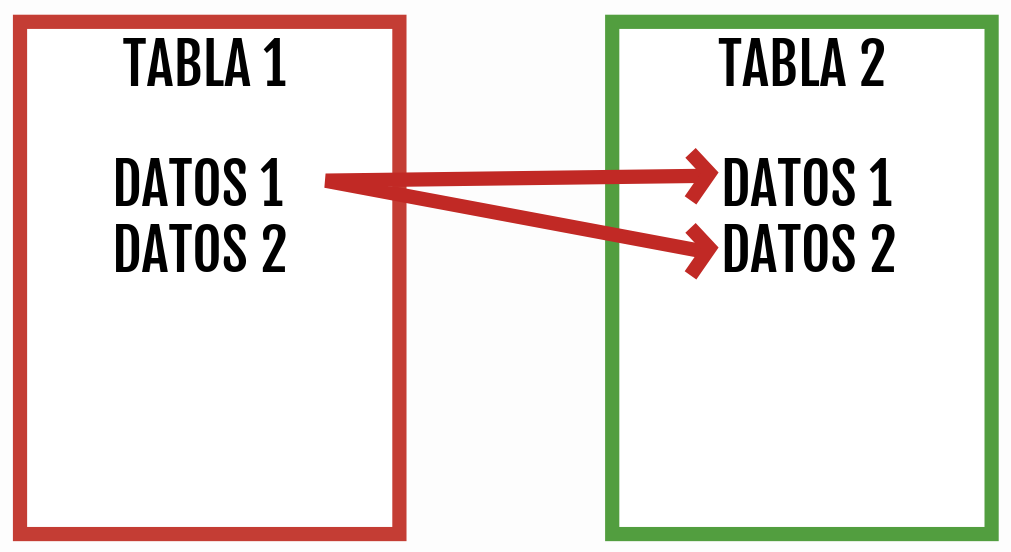 TABLA 1
DATOS 1
DATOS 2
TABLA 2
DATOS 1
DATOS 2